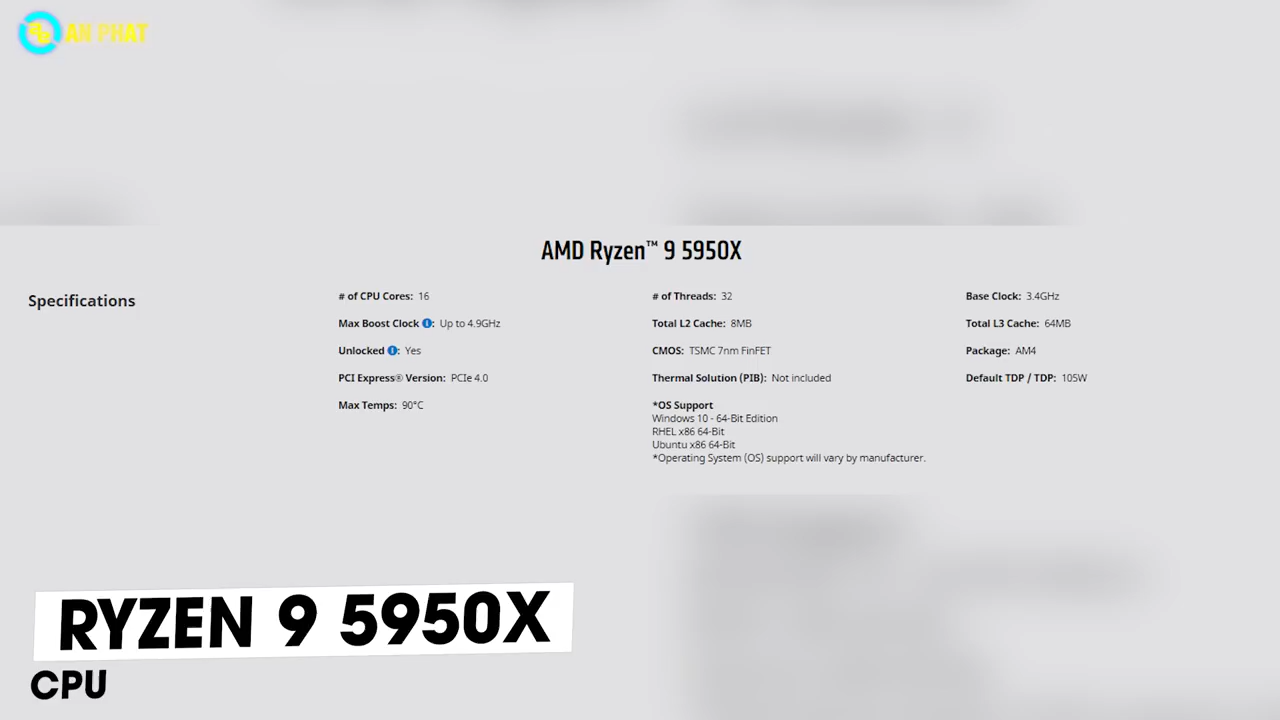 AN PHAT
AMD Ryzen™ 9 5950X
Specifications
# of CPU Cores: 16
# of Threads: 32
Base Clock: 3.4GHz
Max Boost Clock : Up to 4.9GHz
Total L2 Cache: 8MB
Total L3 Cache: 64MB
Unlocked : Yes
CMOS: TSMC 7nm FinFET
Package: AM4
PCI Express® Version: PCIe 4.0
Thermal Solution (PIB): Not included
Default TDP / TDP: 105W
Max Temps: 90°C
*OS Support
Windows 10 - 64-Bit Edition
RHEL x86 64-Bit
Ubuntu x86 64-Bit
*Operating System (OS) support will vary by manufacturer.
RYZEN 9 5950X
CPU